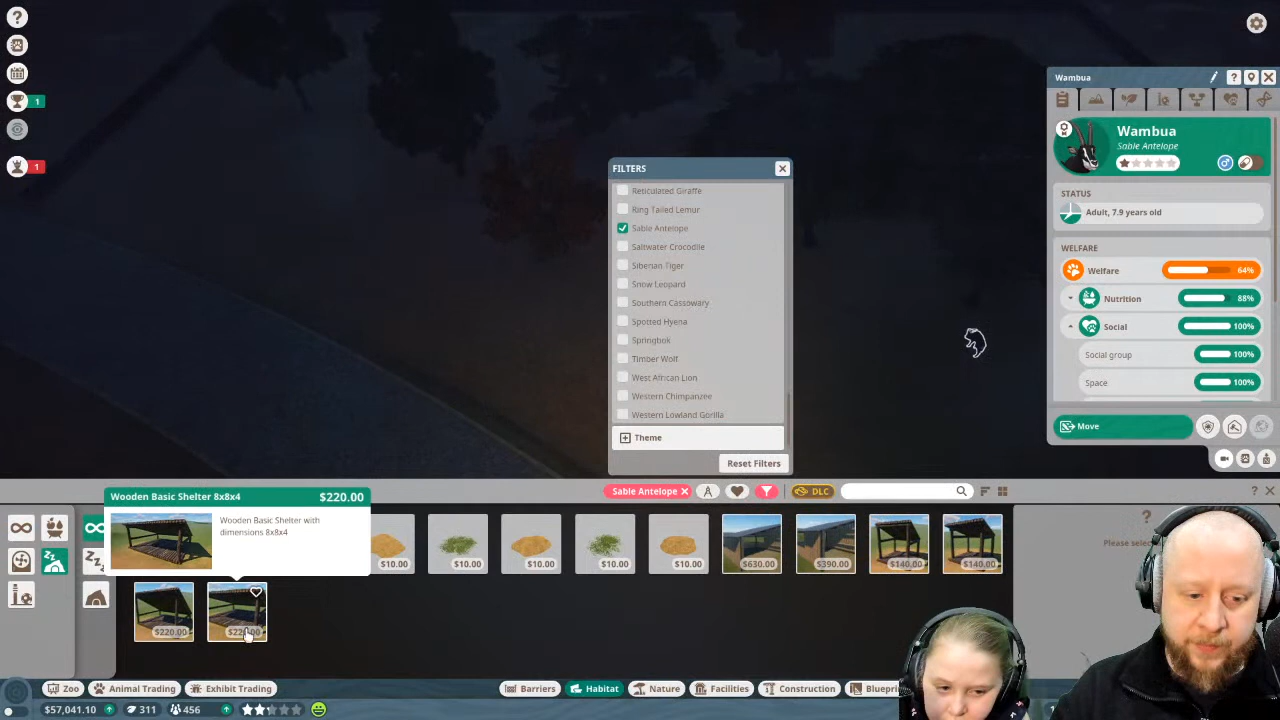 1
1
FILTERS
Reticulated Giraffe
Ring Tailed Lemur
Sable Antelope
Saltwater Crocodile
Siberian Tiger
Snow Leopard
Southern Cassowary
Spotted Hyena
Springbok
Timber Wolf
West African Lion
Western Chimpanzee
Western Lowland Gorilla
Theme
Reset Filters
Wambua
Wambua
Sable Antelope
STATUS
Adult, 7.9 years old
WELFARE
Welfare 64%
Nutrition 88%
Social 100%
Social group 100%
Space 100%
Move
Sable Antelope
DLC
Wooden Basic Shelter 8x8x4 $220.00
Wooden Basic Shelter with
dimensions 8x8x4
$10.00 $10.00 $10.00 $10.00 $10.00 $630.00 $390.00 $140.00 $140.00
$220.00
Zoo Animal Trading Exhibit Trading Barriers Habitat Nature Facilities Construction
$57,041.10 311 456